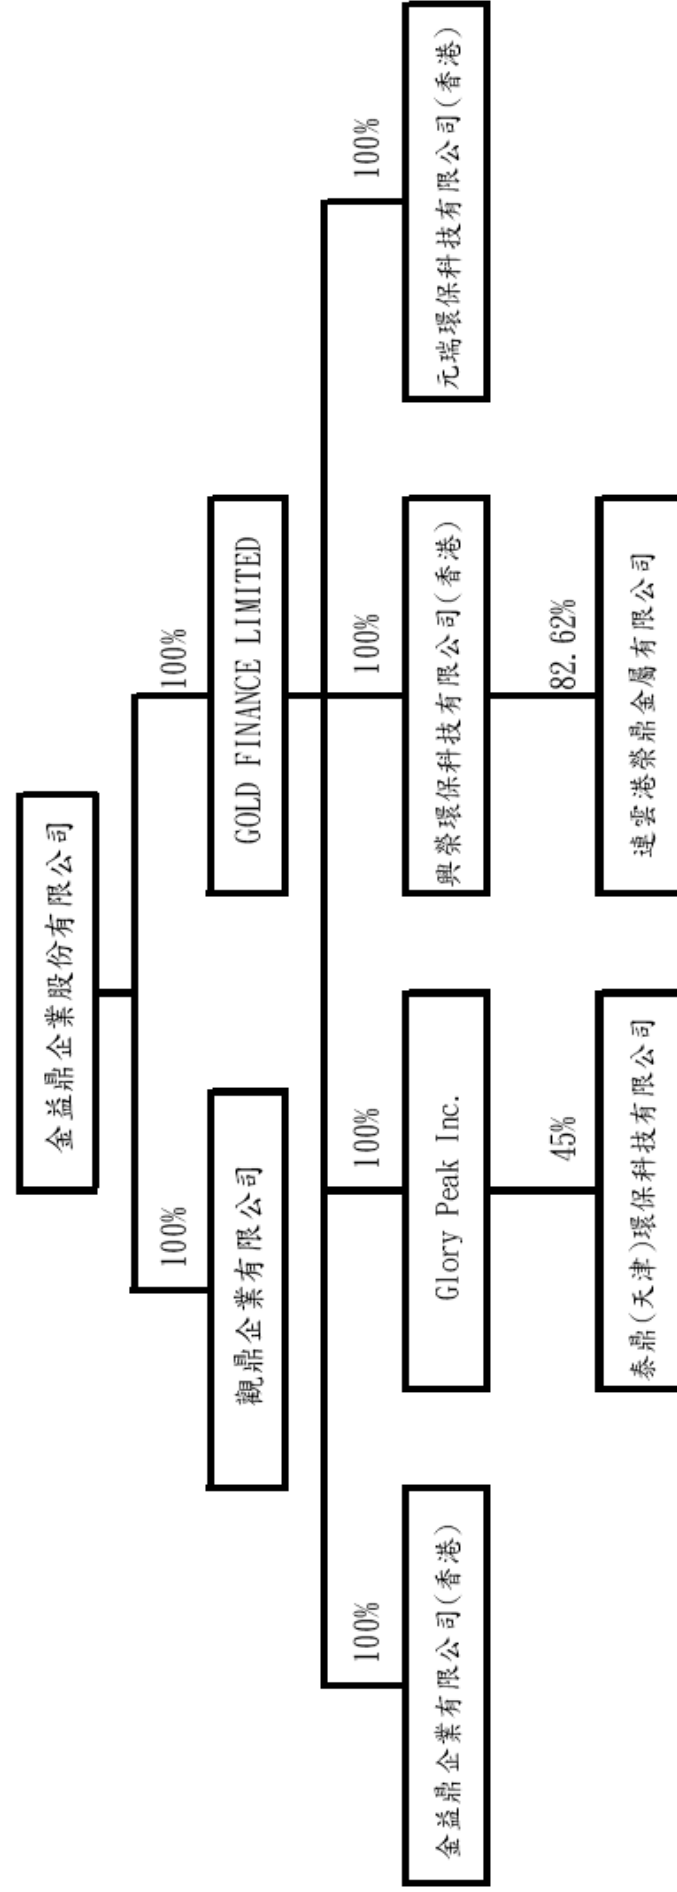 金益鼎企業股份有限公司
100%
100%
觀鼎企業有限公司
GOLD FINANCE LIMITED
100%
100%
100%
100%
金益鼎企業有限公司(香港)
Glory Peak Inc.
興榮環保科技有限公司(香港)
元瑞環保科技有限公司(香港)
45%
82.62%
泰鼎(天津)環保科技有限公司
連雲港榮鼎金屬有限公司